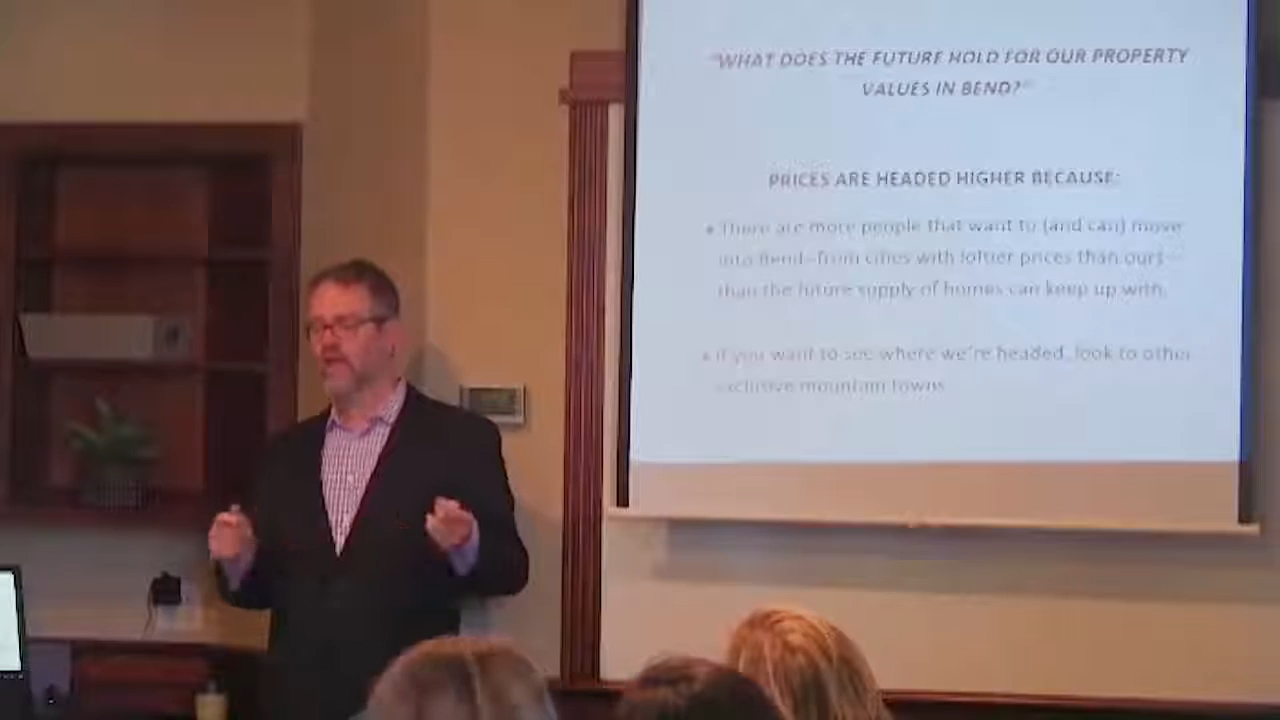 "WHAT DOES THE FUTURE HOLD FOR OUR PROPERTY
VALUES IN BEND?"
PRICES ARE HEADED HIGHER BECAUSE:
• There are more people that want to (and can) move
into Bend--from cities with loftier prices than ours--
than the future supply of homes can keep up with.
• If you want to see where we're headed, look to other
exclusive mountain towns